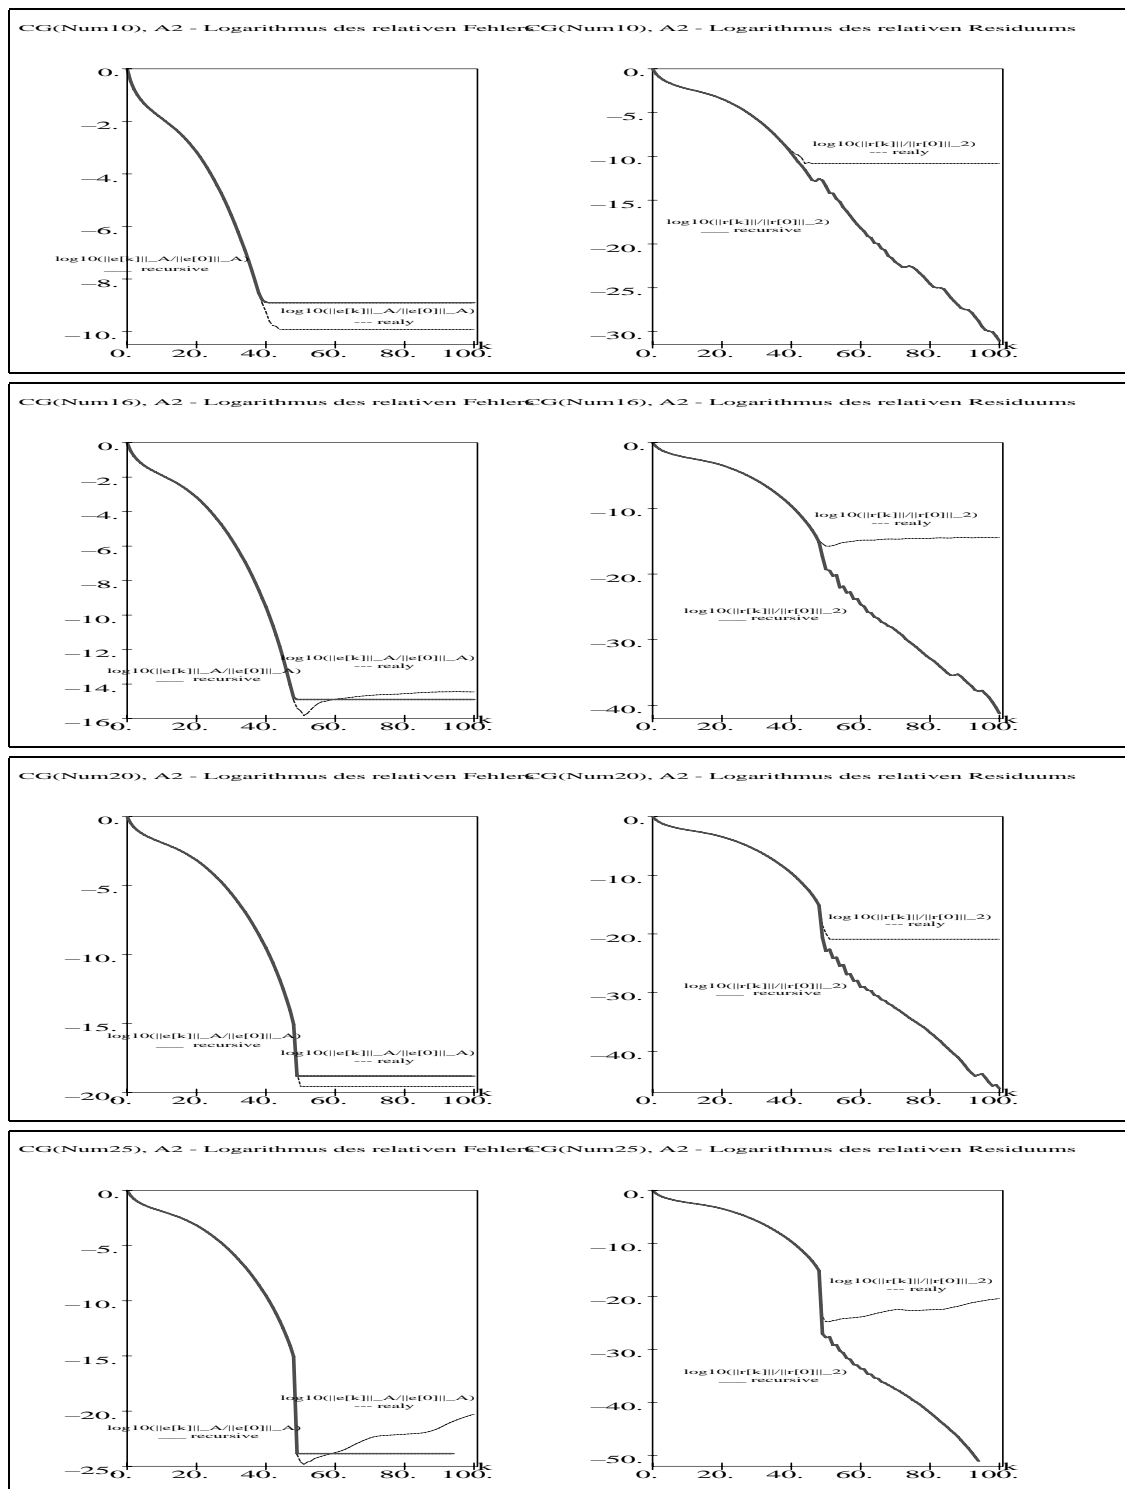 CG(Num10), A2 - Logarithmus des relativen Fehlers
CG(Num10), A2 - Logarithmus des relativen Residuums
0.
−2.
−4.
−6.
−8.
−10.
log10(||e[k]||_A/||e[0]||_A)
___ recursive
log10(||e[k]||_A/||e[0]||_A)
--- realy
0. 20. 40. 60. 80. 100. k
0.
−5.
−10.
−15.
−20.
−25.
−30.
log10(||r[k]||/||r[0]||_2)
--- realy
log10(||r[k]||/||r[0]||_2)
___ recursive
0. 20. 40. 60. 80. 100. k
CG(Num16), A2 - Logarithmus des relativen Fehlers
CG(Num16), A2 - Logarithmus des relativen Residuums
0.
−2.
−4.
−6.
−8.
−10.
−12.
−14.
−16.
log10(||e[k]||_A/||e[0]||_A)
--- realy
log10(||e[k]||_A/||e[0]||_A)
___ recursive
0. 20. 40. 60. 80. 100. k
0.
−10.
−20.
−30.
−40.
log10(||r[k]||/||r[0]||_2)
--- realy
log10(||r[k]||/||r[0]||_2)
___ recursive
0. 20. 40. 60. 80. 100. k
CG(Num20), A2 - Logarithmus des relativen Fehlers
CG(Num20), A2 - Logarithmus des relativen Residuums
0.
−5.
−10.
−15.
−20.
log10(||e[k]||_A/||e[0]||_A)
___ recursive
log10(||e[k]||_A/||e[0]||_A)
--- realy
0. 20. 40. 60. 80. 100. k
0.
−10.
−20.
−30.
−40.
log10(||r[k]||/||r[0]||_2)
--- realy
log10(||r[k]||/||r[0]||_2)
___ recursive
0. 20. 40. 60. 80. 100. k
CG(Num25), A2 - Logarithmus des relativen Fehlers
CG(Num25), A2 - Logarithmus des relativen Residuums
0.
−5.
−10.
−15.
−20.
−25.
log10(||e[k]||_A/||e[0]||_A)
--- realy
log10(||e[k]||_A/||e[0]||_A)
___ recursive
0. 20. 40. 60. 80. 100. k
0.
−10.
−20.
−30.
−40.
−50.
log10(||r[k]||/||r[0]||_2)
--- realy
log10(||r[k]||/||r[0]||_2)
___ recursive
0. 20. 40. 60. 80. 100. k